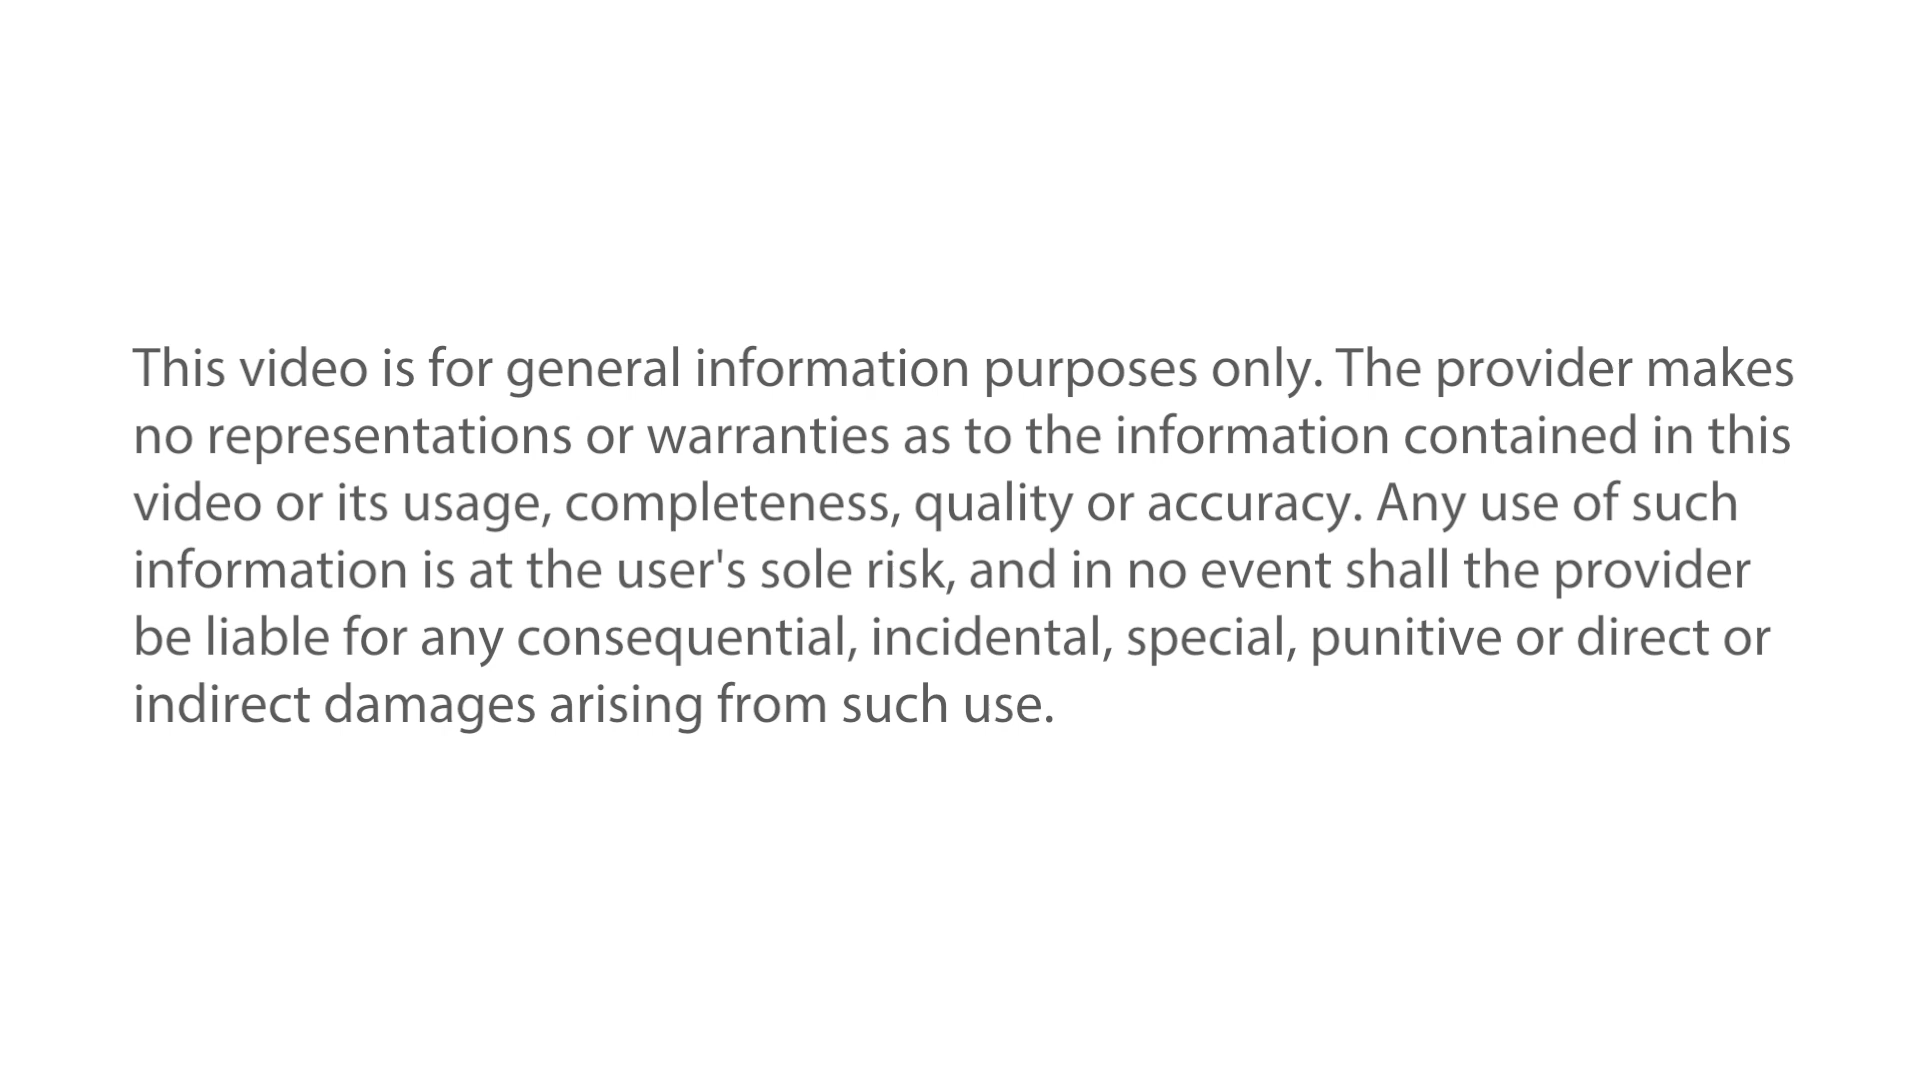 This video is for general information purposes only. The provider makes
no representations or warranties as to the information contained in this
video or its usage, completeness, quality or accuracy. Any use of such
information is at the user's sole risk, and in no event shall the provider
be liable for any consequential, incidental, special, punitive or direct or
indirect damages arising from such use.